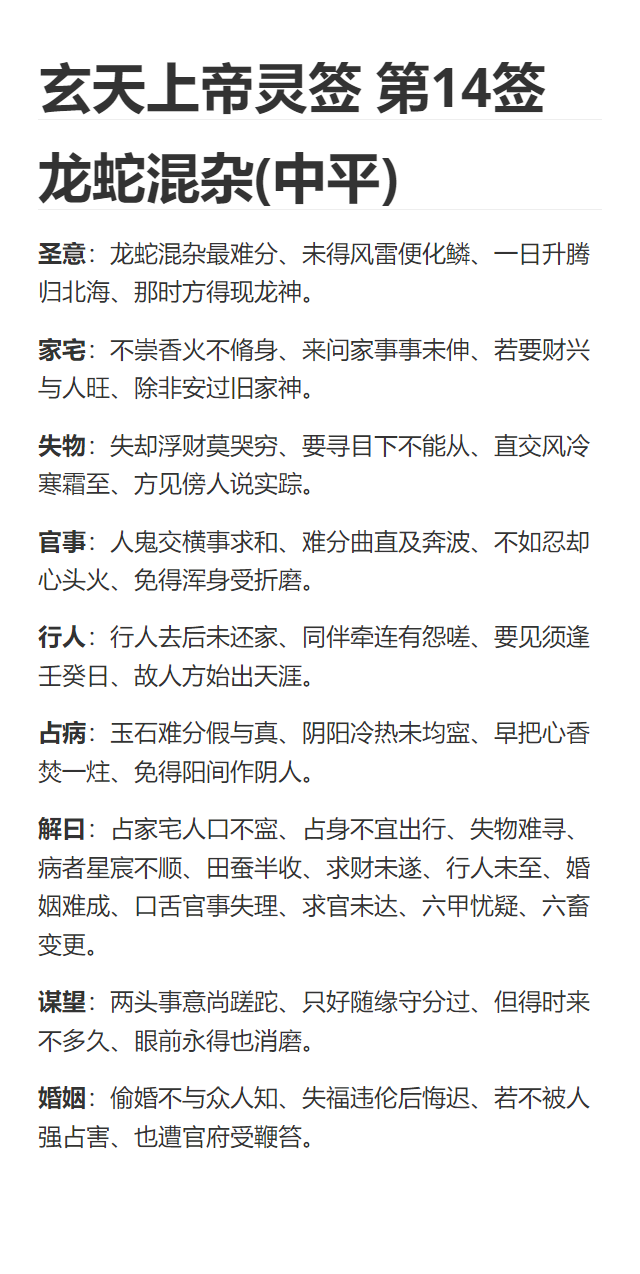 玄天上帝灵签 第14签
龙蛇混杂(中平)
圣意：龙蛇混杂最难分、未得风雷便化鳞、一日升腾
归北海、那时方得现龙神。
家宅：不崇香火不脩身、来问家事事未伸、若要财兴
与人旺、除非安过旧家神。
失物：失却浮财莫哭穷、要寻目下不能从、直交风冷
寒霜至、方见傍人说实踪。
官事：人鬼交横事求和、难分曲直及奔波、不如忍却
心头火、免得浑身受折磨。
行人：行人去后未还家、同伴牵连有怨嗟、要见须逢
壬癸日、故人方始出天涯。
占病：玉石难分假与真、阴阳冷热未均寍、早把心香
焚一炷、免得阳间作阴人。
解曰：占家宅人口不寍、占身不宜出行、失物难寻、
病者星宸不顺、田蚕半收、求财未遂、行人未至、婚
姻难成、口舌官事失理、求官未达、六甲忧疑、六畜
变更。
谋望：两头事意尚蹉跎、只好随缘守分过、但得时来
不多久、眼前永得也消磨。
婚姻：偷婚不与众人知、失福违伦后悔迟、若不被人
强占害、也遭官府受鞭笞。